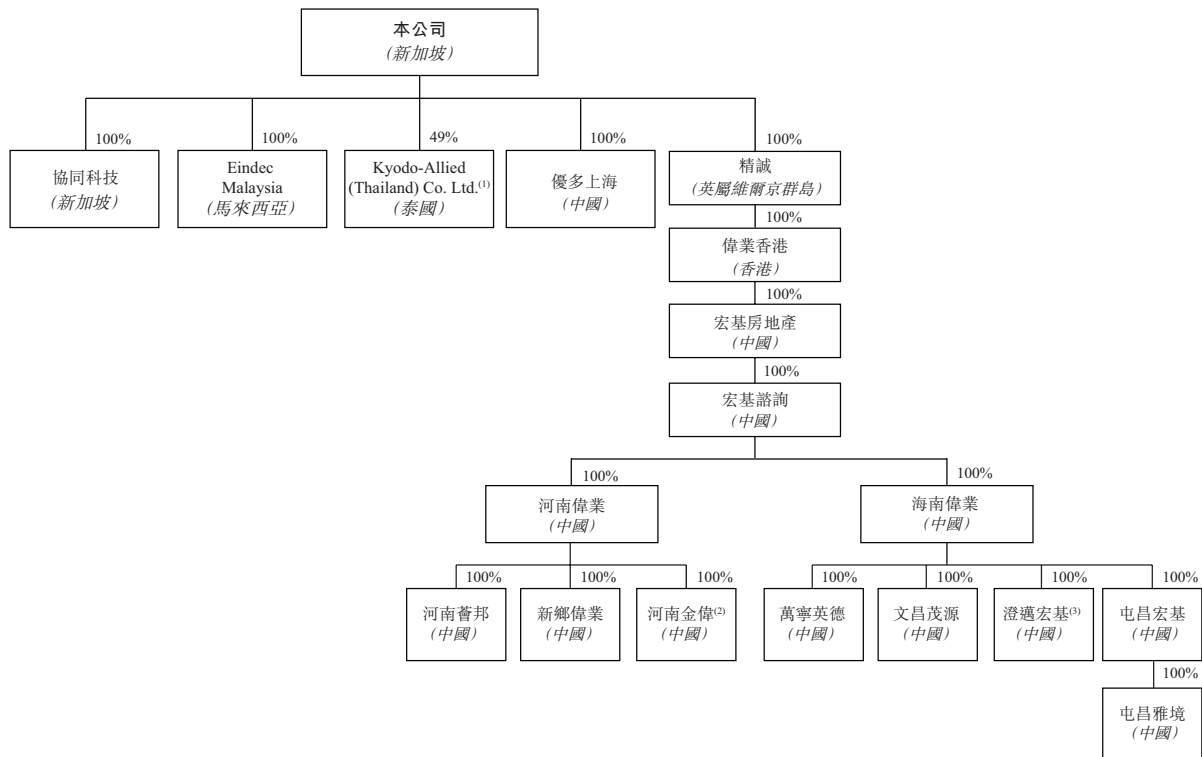 本公司
（新加坡）
100%
100%
49%
100%
100%
協同科技
（新加坡）
Eindec
Malaysia
（馬來西亞）
Kyodo-Allied
(Thailand) Co. Ltd.(1)
（泰國）
優多上海
（中國）
精誠
（英屬維爾京群島）
100%
偉業香港
（香港）
100%
宏基房地產
（中國）
100%
宏基諮詢
（中國）
100%
100%
河南偉業
（中國）
海南偉業
（中國）
100%
100%
100%
100%
100%
100%
100%
河南薈邦
（中國）
新鄉偉業
（中國）
河南金偉(2)
（中國）
萬寧英德
（中國）
文昌茂源
（中國）
澄邁宏基(3)
（中國）
屯昌宏基
（中國）
100%
屯昌雅境
（中國）